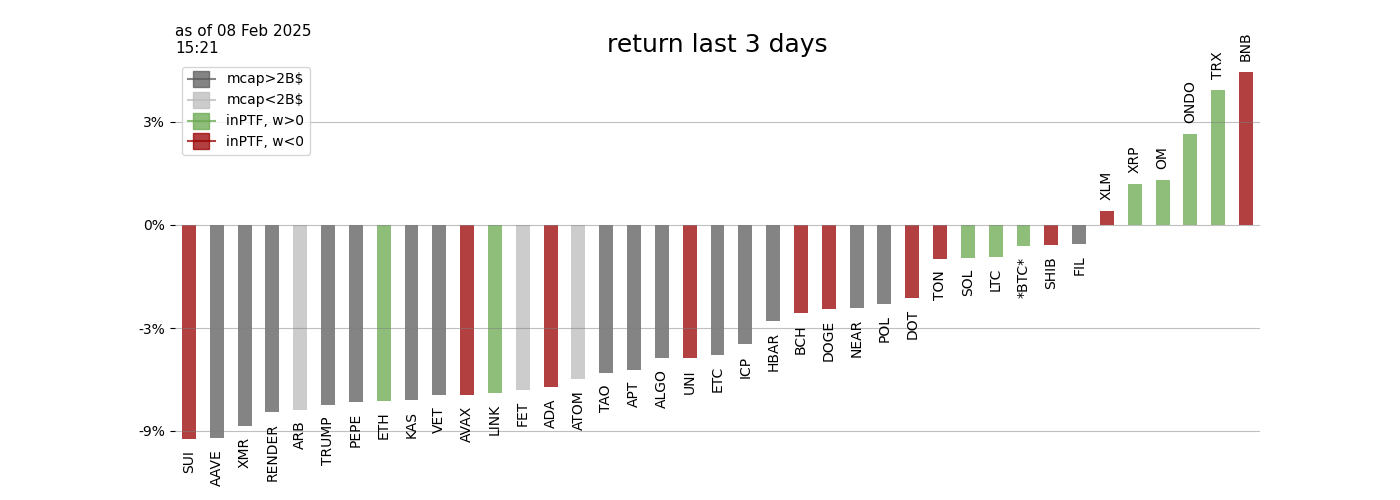 as of 08 Feb 2025
15:21
return last 3 days
mcap>2B$
mcap<2B$
inPTF, w>0
inPTF, w<0
3%
0%
-3%
-9%
SUI
AAVE
XMR
RENDER
ARB
TRUMP
PEPE
ETH
KAS
VET
AVAX
LINK
FET
ADA
ATOM
TAO
APT
ALGO
UNI
ETC
ICP
HBAR
BCH
DOGE
NEAR
POL
DOT
TON
SOL
LTC
*BTC*
SHIB
FIL
XLM
XRP
OM
ONDO
TRX
BNB